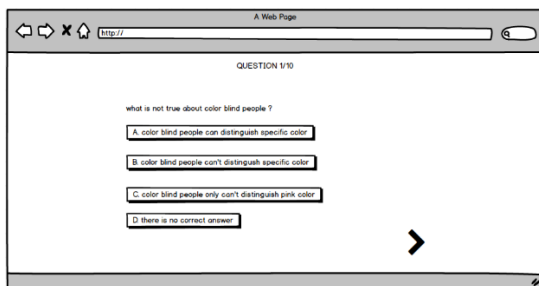 A Web Page
http://
QUESTION 1/10
what is not true about color blind people ?
A. color blind people can distinguish specific color
B. color blind people can't distingush specific color
C. color blind people only can't distinguish pink color
D. there is no correct answer